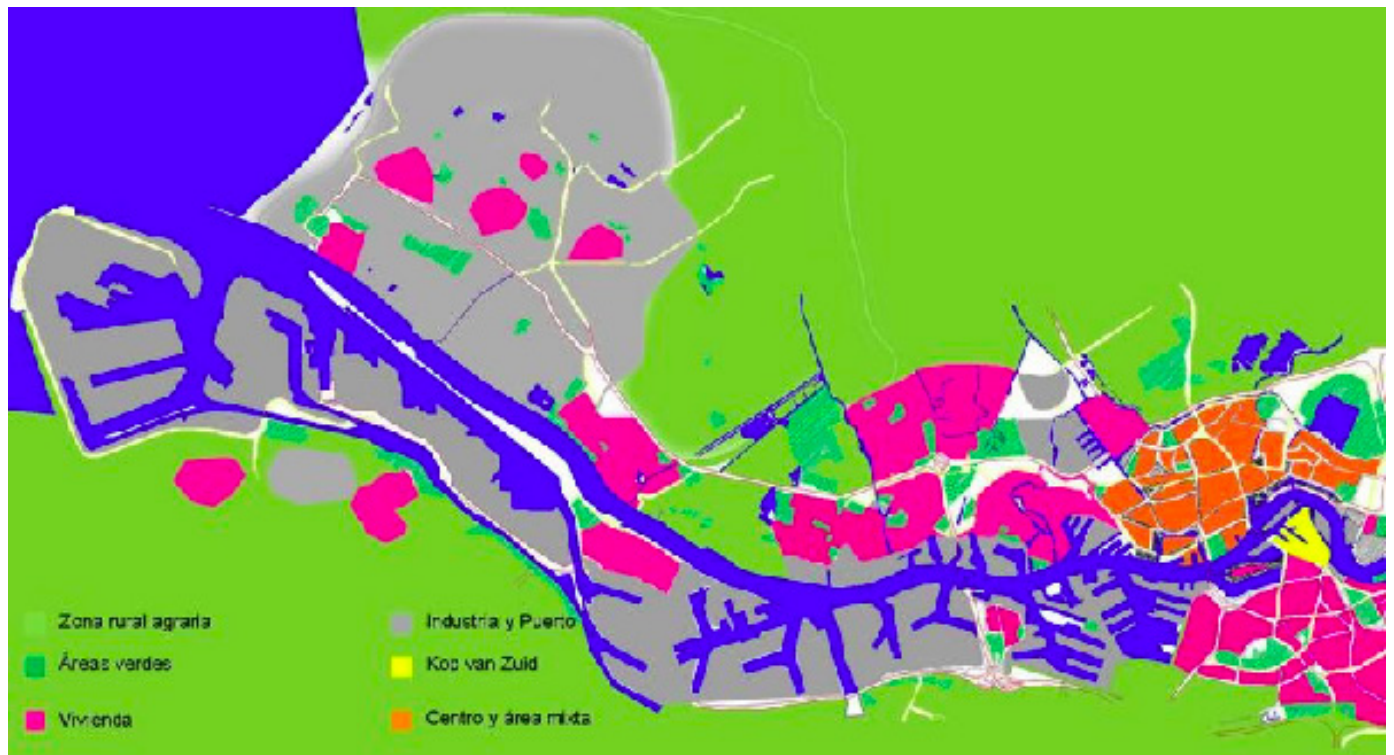 Zona rural agraria
Áreas verdes
Vivienda
Industria y Puerto
Kop van Zuid
Centro y área mixta